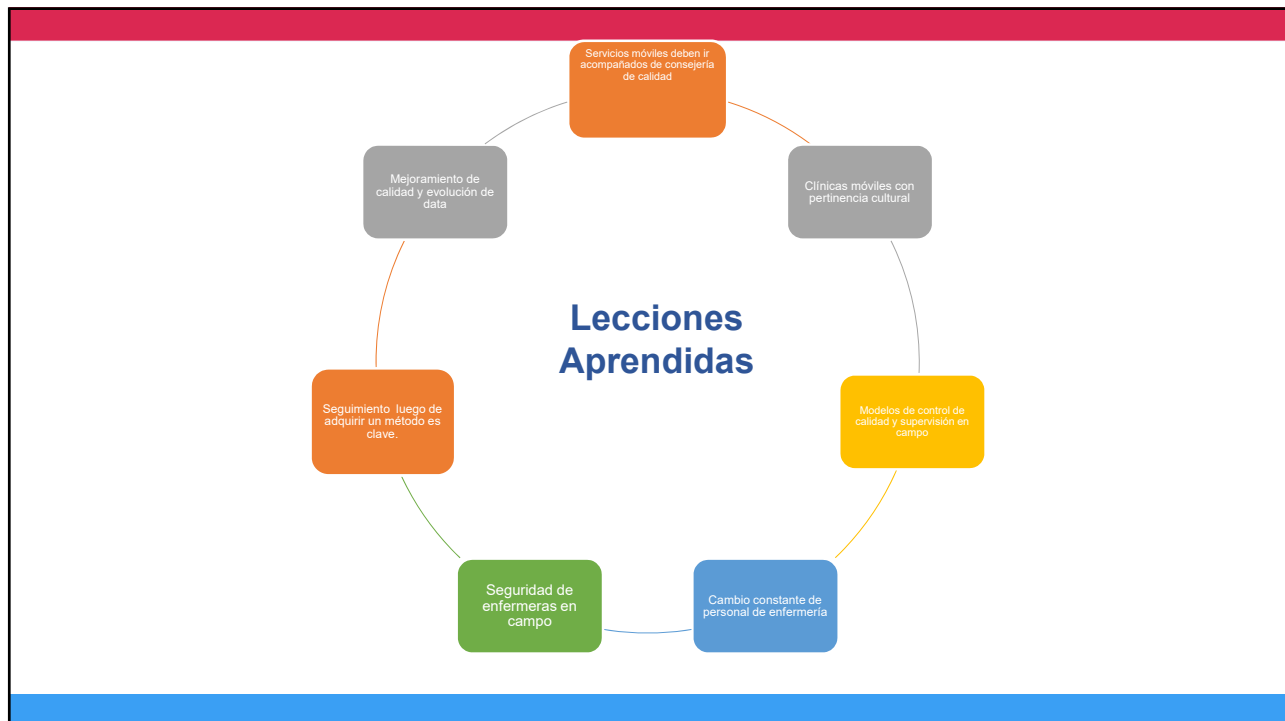 Servicios móviles deben ir
acompañados de consejería
de calidad
Clínicas móviles con
pertinencia cultural
Modelos de control de
calidad y supervisión en
campo
Cambio constante de
personal de enfermería
Seguridad de
enfermeras en
campo
Seguimiento luego de
adquirir un método es
clave.
Mejoramiento de
calidad y evolución de
data
Lecciones
Aprendidas